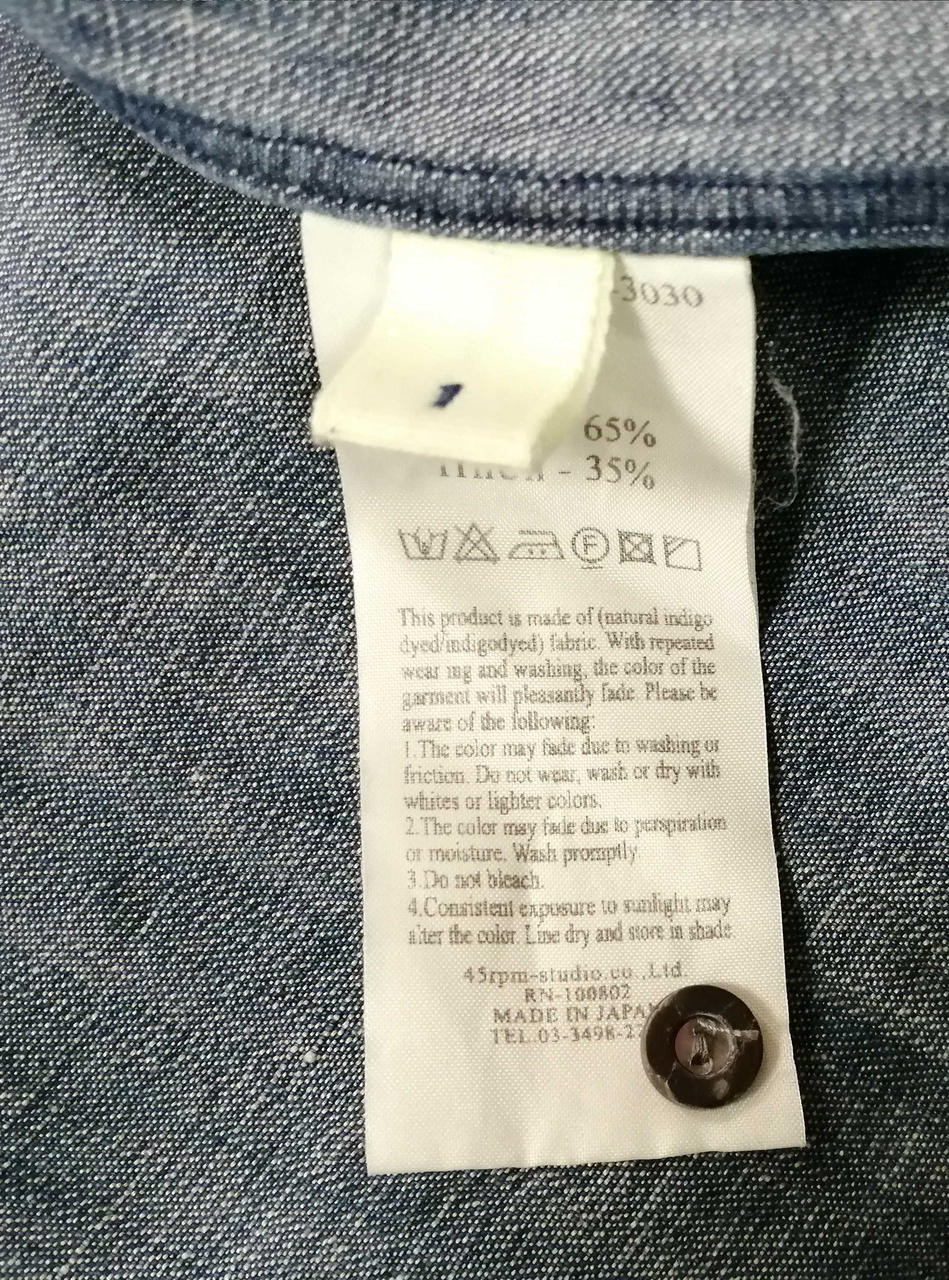 -3030
1
65%
- 35%
F
This product is made of (natural indigo
dyed/indigodyed) fabric. With repeated
wear ing and washing, the color of the
garment will pleasantly fade. Please be
aware of the following:
1.The color may fade due to washing or
friction. Do not wear, wash or dry with
whites or lighter colors.
2.The color may fade due to perspiration
or moisture. Wash promptly
3.Do not bleach.
4.Consistent exposure to sunlight may
alter the color. Line dry and store in shade
45rpm-studio.co.,Ltd.
RN-100802
MADE IN JAPAN
TEL.03-3498-2